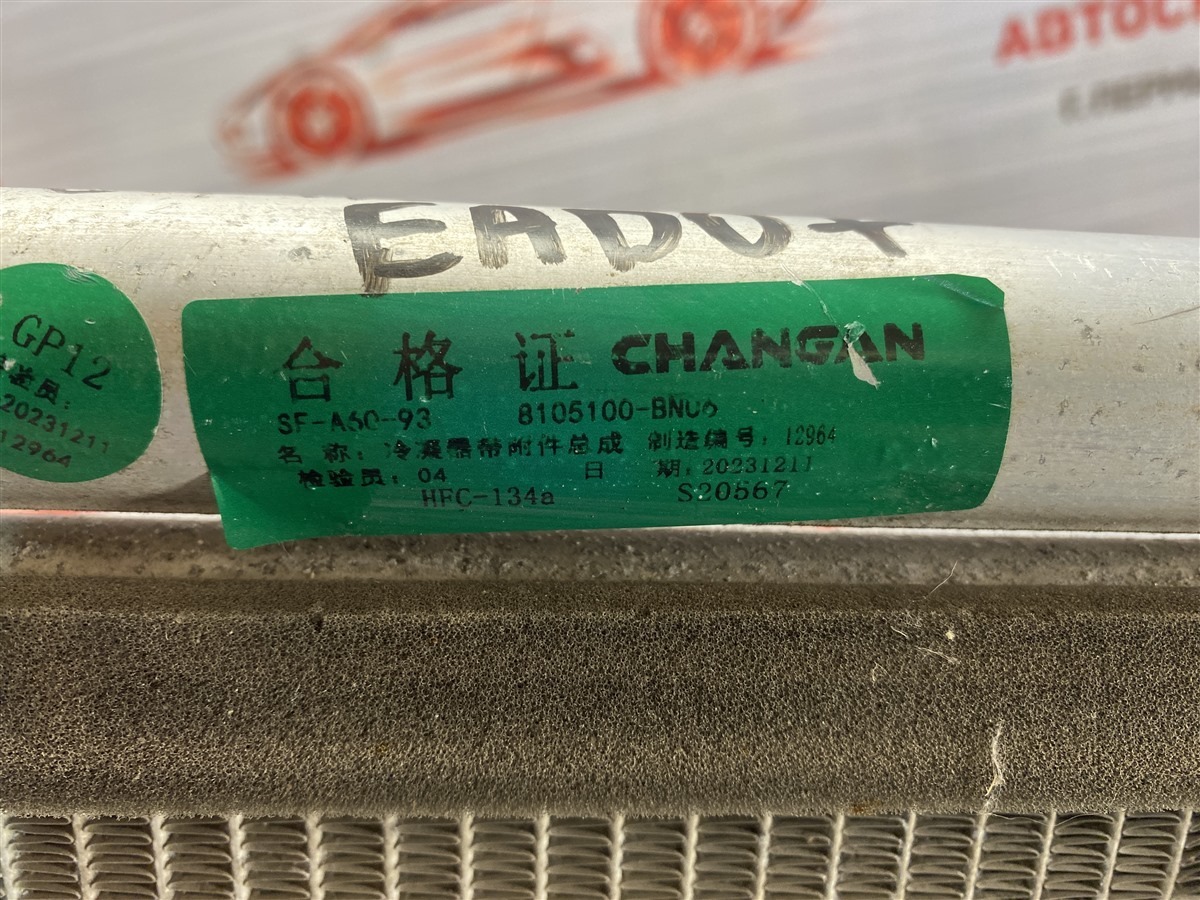 АВТОС
EADO +
GP12
员:
20231211
12964
合格证 CHANGAN
SF-A60-93 8105100-BN06
名称: 冷凝器带附件总成 制造编号: 12964
检验员: 04 日期: 20231211
HFC-134a S20567